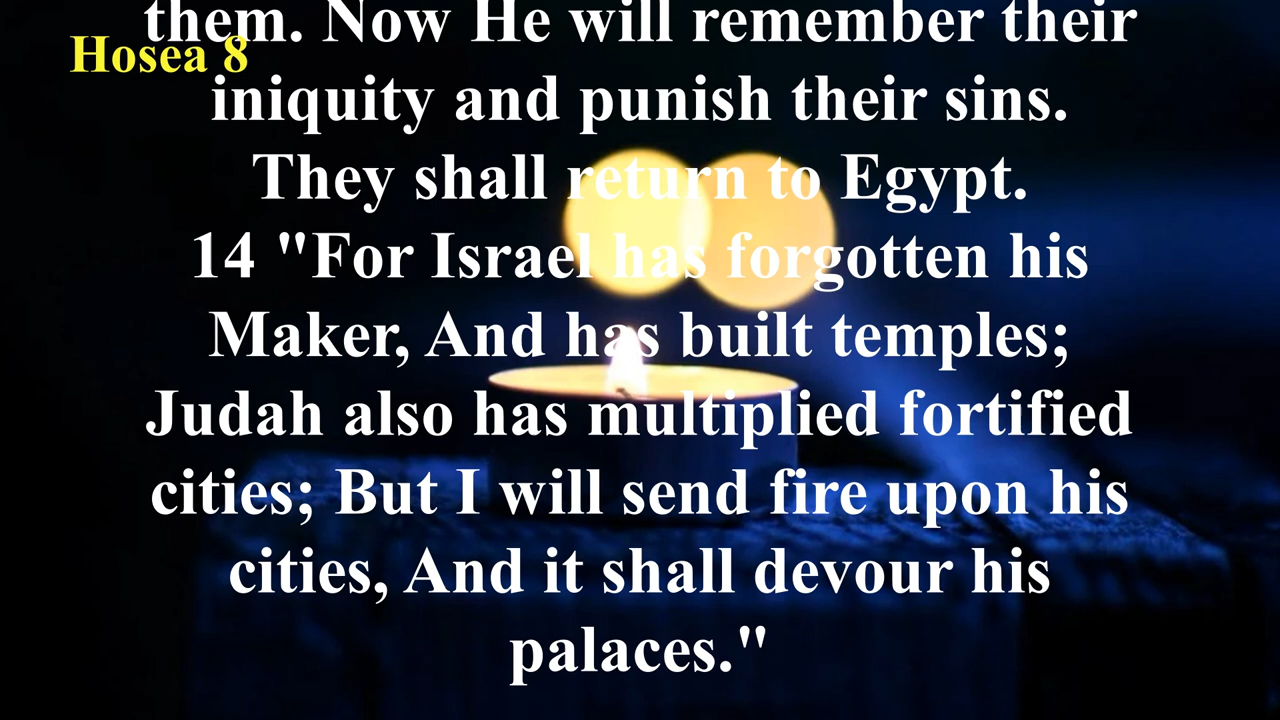 them. Now He will remember their
Hosea 8
iniquity and punish their sins.
They shall return to Egypt.
14 "For Israel has forgotten his
Maker, And has built temples;
Judah also has multiplied fortified
cities; But I will send fire upon his
cities, And it shall devour his
palaces."